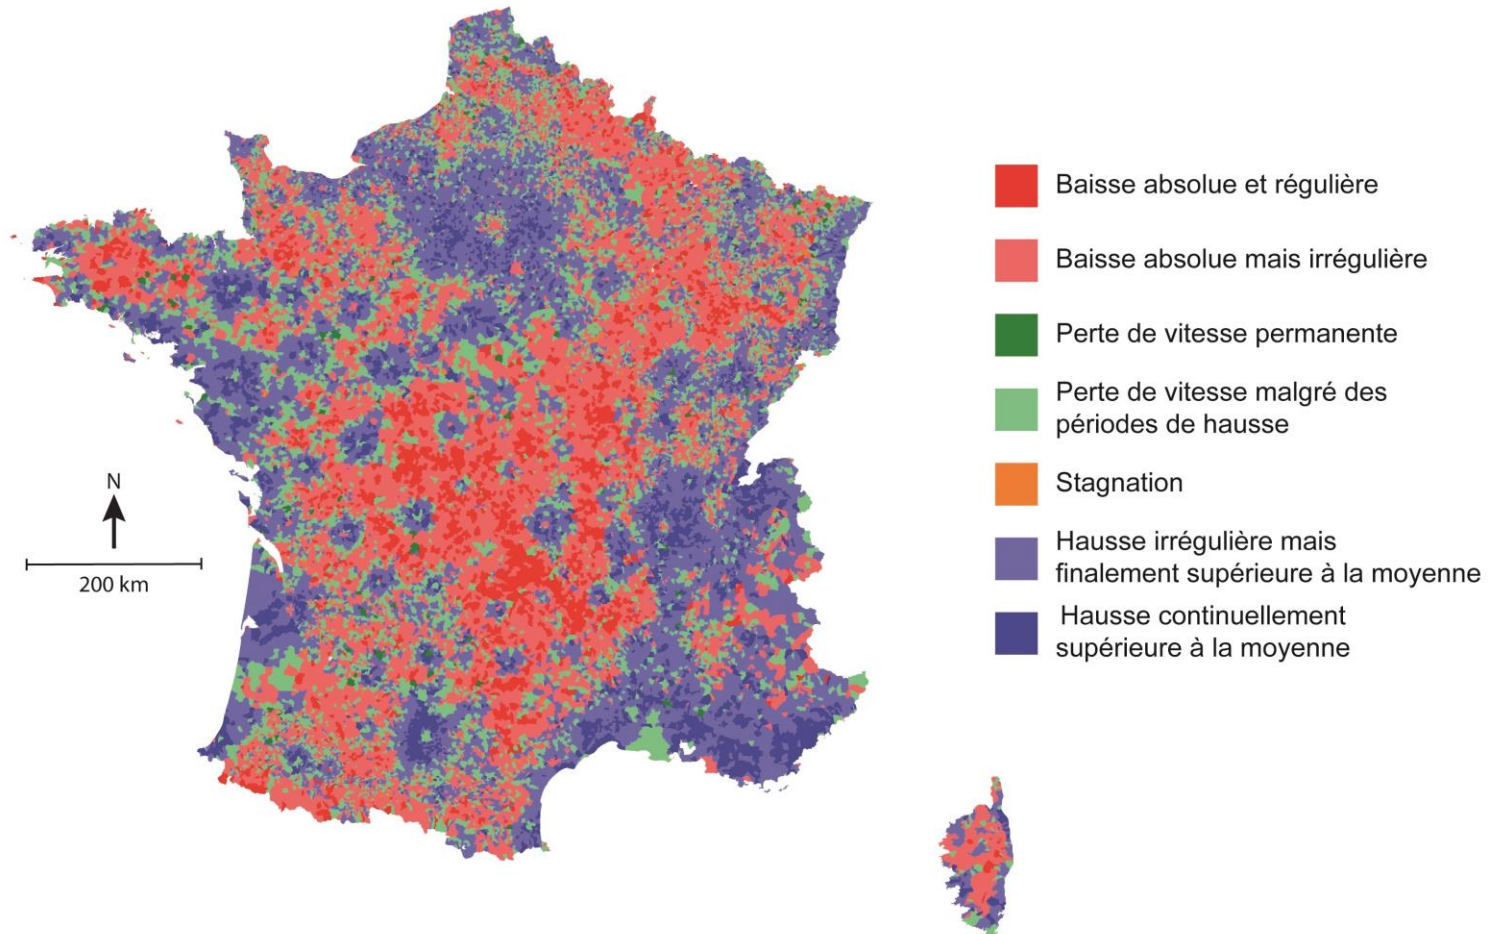 Baisse absolue et régulière
Baisse absolue mais irrégulière
Perte de vitesse permanente
Perte de vitesse malgré des
périodes de hausse
Stagnation
Hausse irrégulière mais
finalement supérieure à la moyenne
Hausse continuellement
supérieure à la moyenne
N
200 km